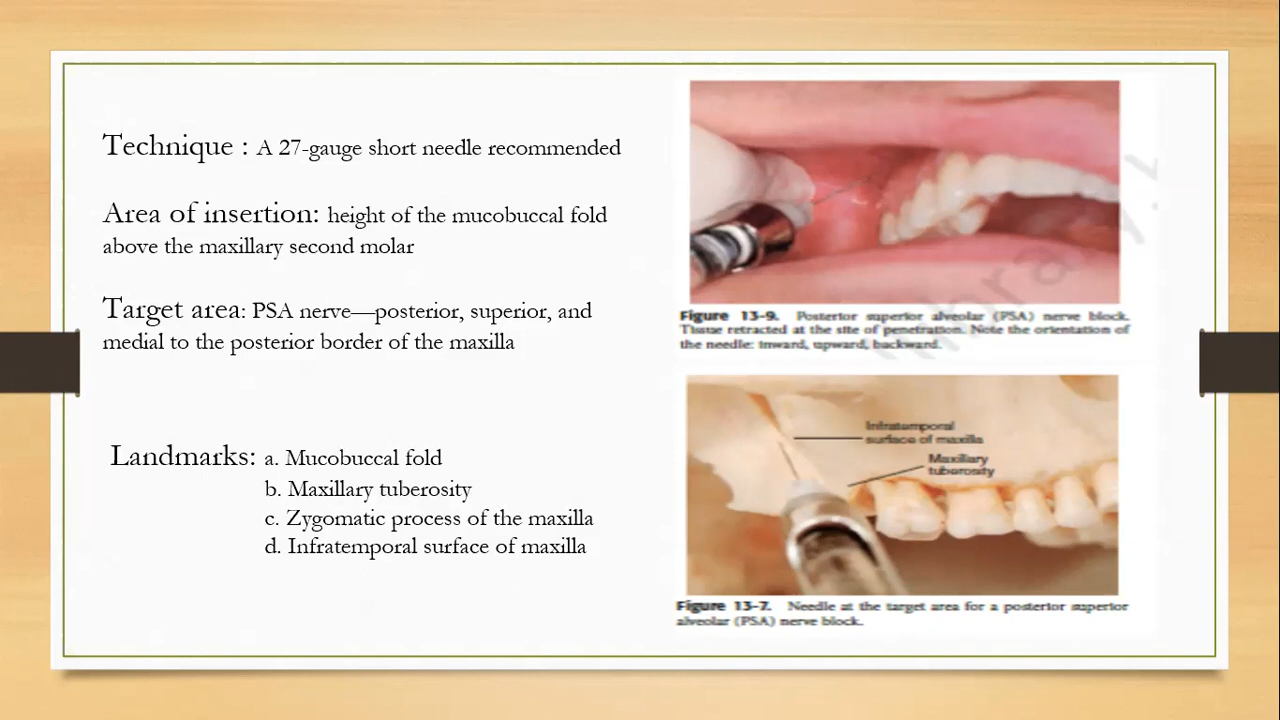 Technique : A 27-gauge short needle recommended
Area of insertion: height of the mucobuccal fold
above the maxillary second molar
Target area: PSA nerve—posterior, superior, and
medial to the posterior border of the maxilla
Landmarks: a. Mucobuccal fold
b. Maxillary tuberosity
c. Zygomatic process of the maxilla
d. Infratemporal surface of maxilla
Figure 13-9. Posterior superior alveolar (PSA) nerve block.
Tissue retracted at the site of penetration. Note the orientation of
the needle: inward, upward, backward.
Infratemporal
surface of maxilla
Maxillary
tuberosity
Figure 13-7. Needle at the target area for a posterior superior
alveolar (PSA) nerve block.